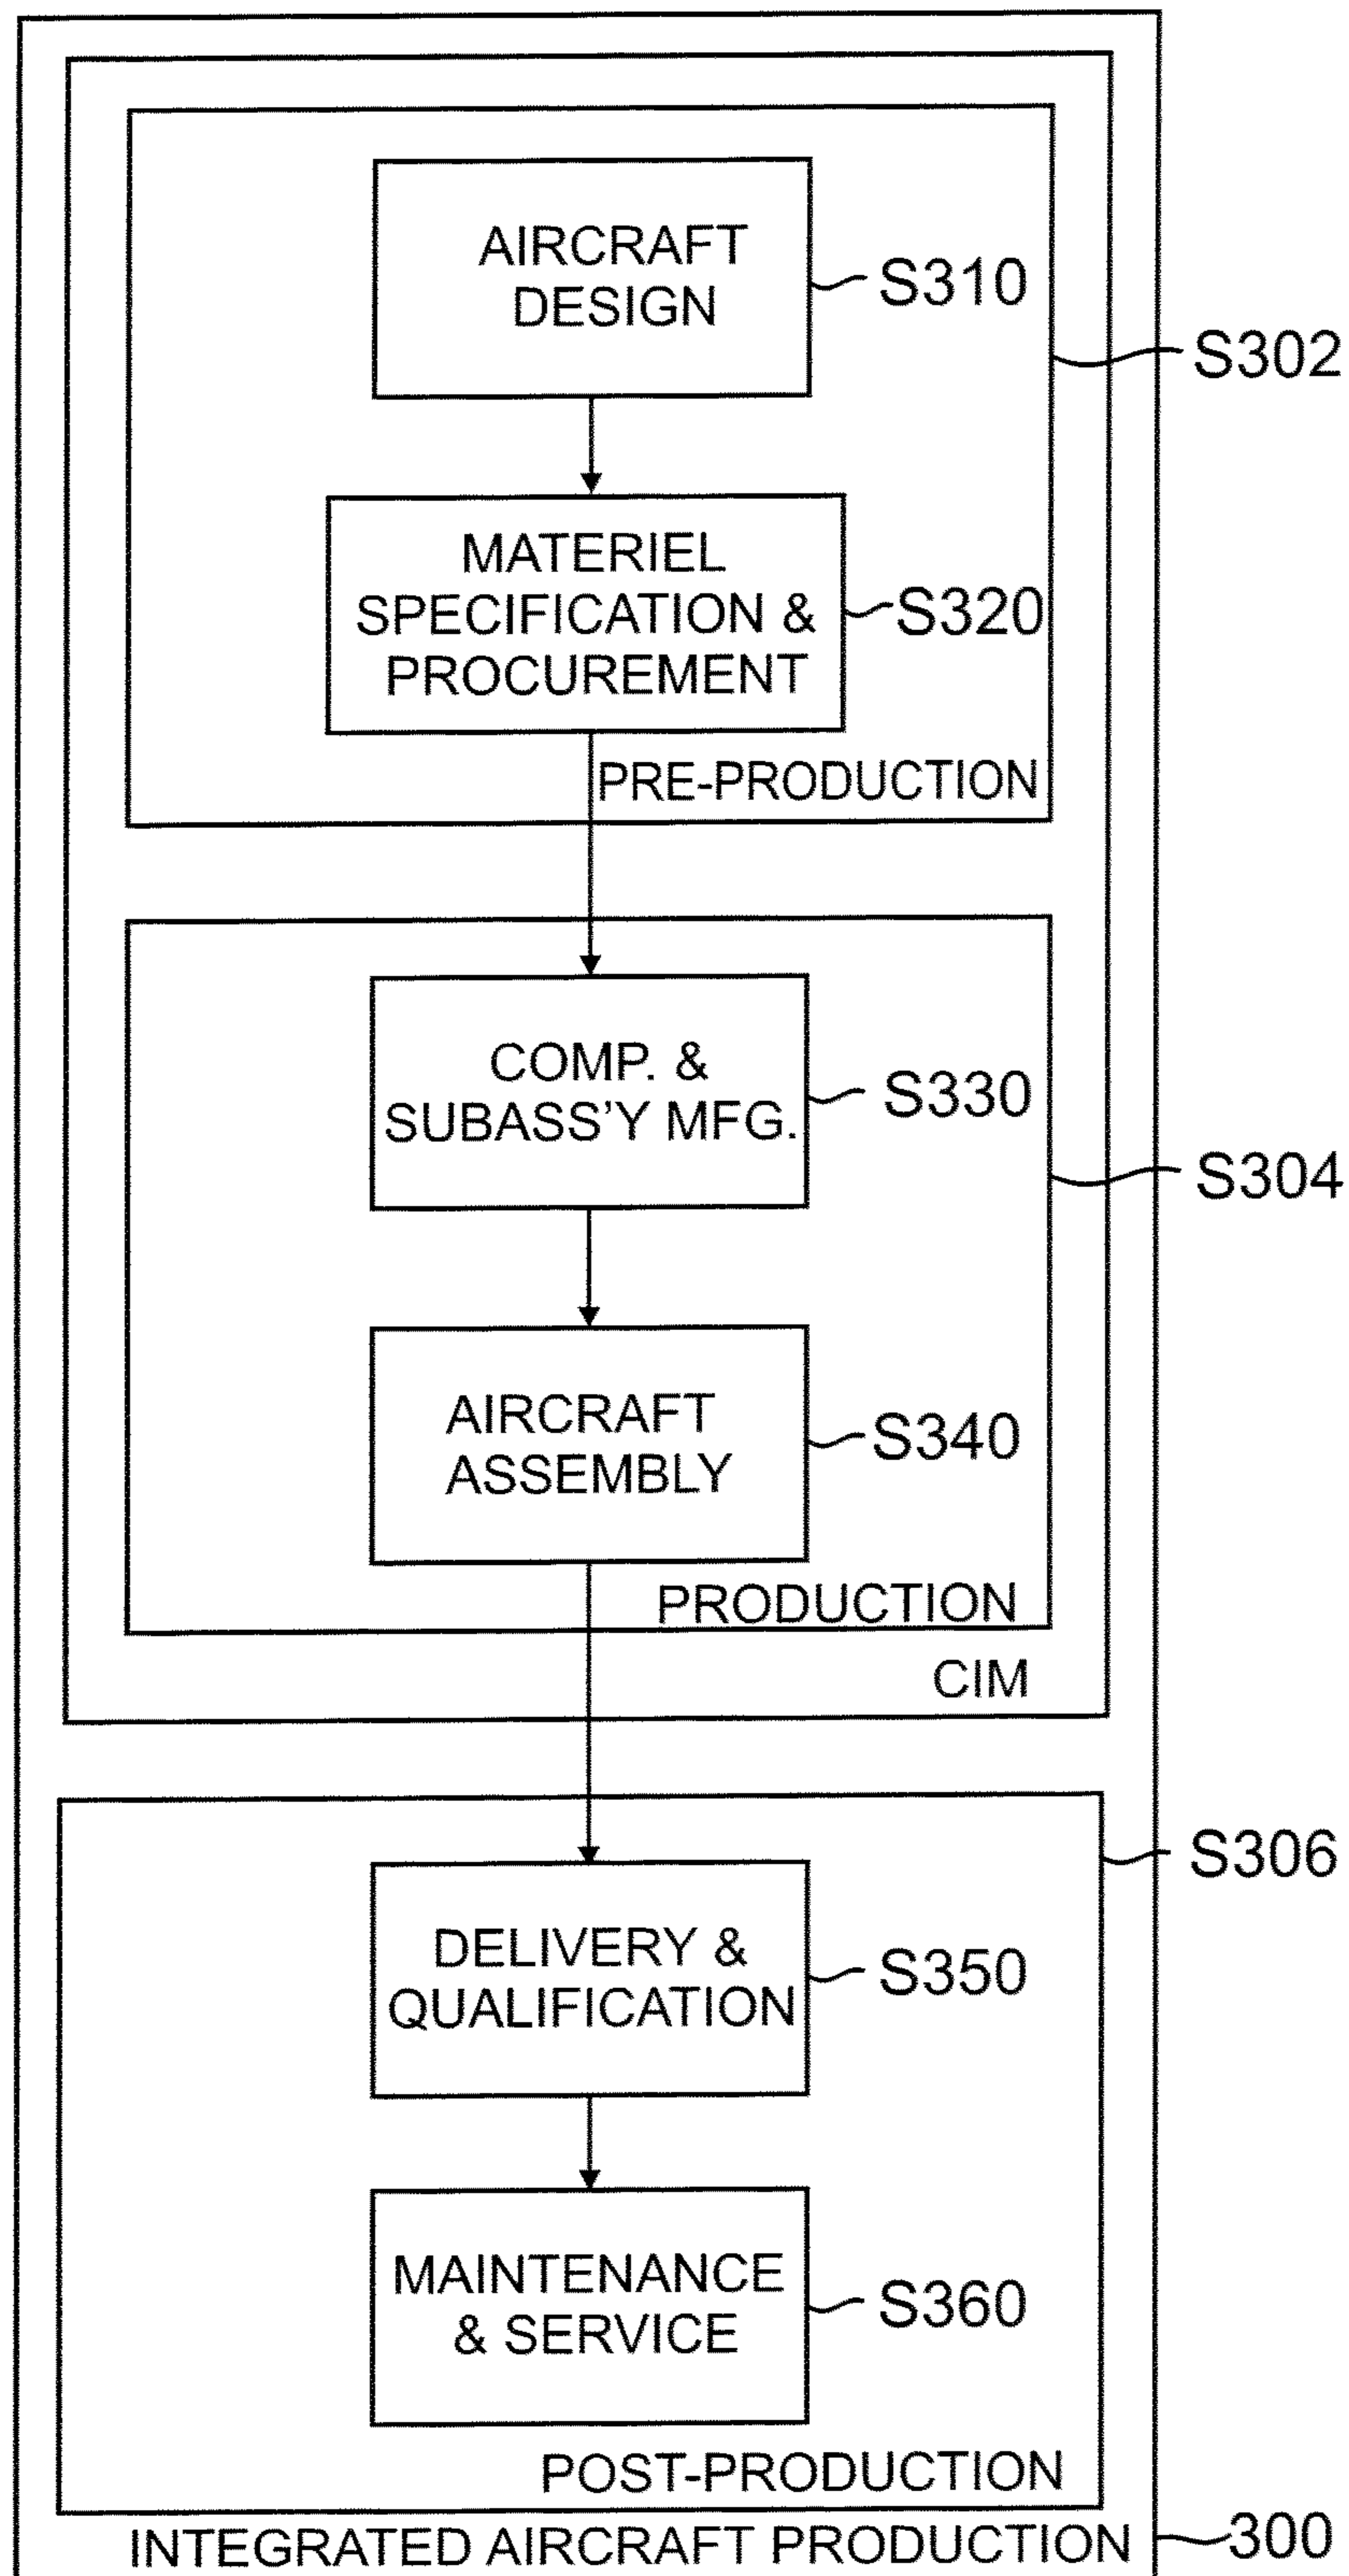 AIRCRAFT
DESIGN
S310
S302
MATERIEL
SPECIFICATION &
PROCUREMENT
S320
PRE-PRODUCTION
COMP. &
SUBASS'Y MFG.
S330
S304
AIRCRAFT
ASSEMBLY
S340
PRODUCTION
CIM
S306
DELIVERY &
QUALIFICATION
S350
MAINTENANCE
& SERVICE
S360
POST-PRODUCTION
INTEGRATED AIRCRAFT PRODUCTION
300